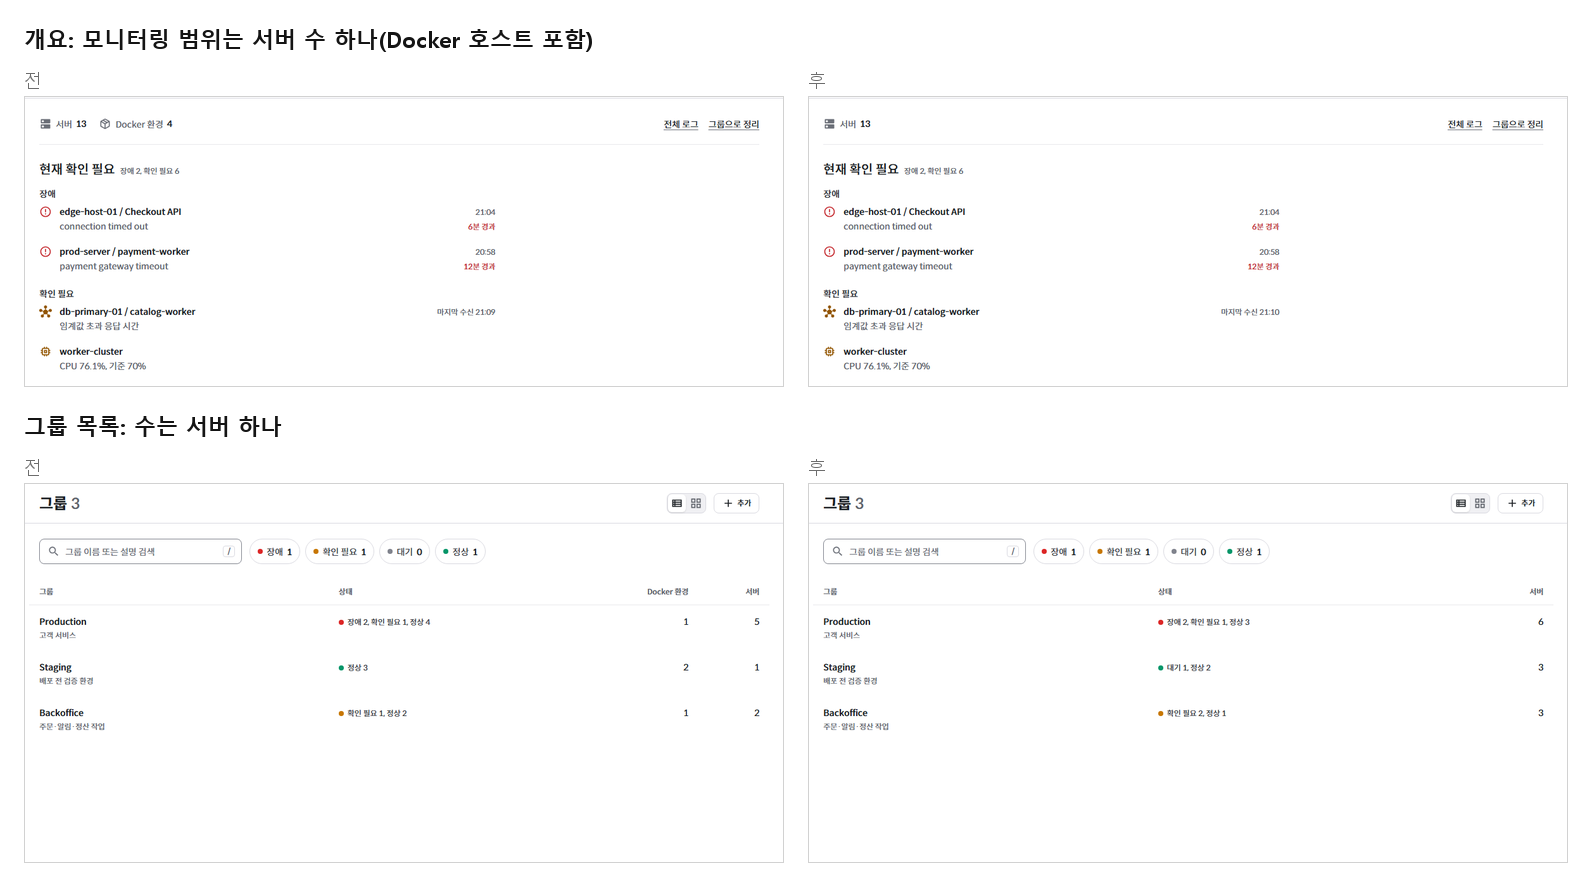 개요: 모니터링 범위는 서버 수 하나(Docker 호스트 포함)
전
서버 13 Docker 환경 4 전체 로그 그룹으로 정리
현재 확인 필요 장애 2, 확인 필요 6
장애
edge-host-01 / Checkout API 21:04
connection timed out 6분 경과
prod-server / payment-worker 20:58
payment gateway timeout 12분 경과
확인 필요
db-primary-01 / catalog-worker 마지막 수신 21:09
임계값 초과 응답 시간
worker-cluster
CPU 76.1%, 기준 70%
후
서버 13 전체 로그 그룹으로 정리
현재 확인 필요 장애 2, 확인 필요 6
장애
edge-host-01 / Checkout API 21:04
connection timed out 6분 경과
prod-server / payment-worker 20:58
payment gateway timeout 12분 경과
확인 필요
db-primary-01 / catalog-worker 마지막 수신 21:10
임계값 초과 응답 시간
worker-cluster
CPU 76.1%, 기준 70%
그룹 목록: 수는 서버 하나
전
그룹 3 + 추가
그룹 이름 또는 설명 검색 / 장애 1 확인 필요 1 대기 0 정상 1
그룹 상태 Docker 환경 서버
Production 장애 2, 확인 필요 1, 정상 4 1 5
고객 서비스
Staging 정상 3 2 1
배포 전 검증 환경
Backoffice 확인 필요 1, 정상 2 1 2
주문·알림·정산 작업
후
그룹 3 + 추가
그룹 이름 또는 설명 검색 / 장애 1 확인 필요 1 대기 0 정상 1
그룹 상태 서버
Production 장애 2, 확인 필요 1, 정상 3 6
고객 서비스
Staging 대기 1, 정상 2 3
배포 전 검증 환경
Backoffice 확인 필요 2, 정상 1 3
주문·알림·정산 작업